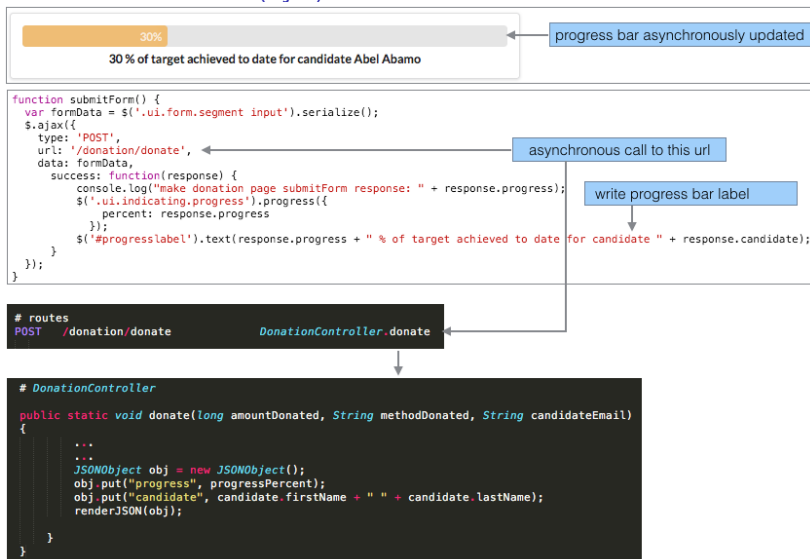 30%
progress bar asynchronously updated
30 % of target achieved to date for candidate Abel Abamo
function submitForm() {
  var formData = $('.ui.form.segment input').serialize();
  $.ajax({
    type: 'POST',
    url: '/donation/donate',
asynchronous call to this url
    data: formData,
      success: function(response) {
          console.log("make donation page submitForm response: " + response.progress);
write progress bar label
          $('.ui.indicating.progress').progress({
              percent: response.progress
            });
          $('#progresslabel').text(response.progress + " % of target achieved to date for candidate " + response.candidate);
      }
  });
}
# routes
POST   /donation/donate            DonationController.donate
# DonationController
public static void donate(long amountDonated, String methodDonated, String candidateEmail)
{
        ...
        ...
        JSONObject obj = new JSONObject();
        obj.put("progress", progressPercent);
        obj.put("candidate", candidate.firstName + " " + candidate.lastName);
        renderJSON(obj);
    }
}